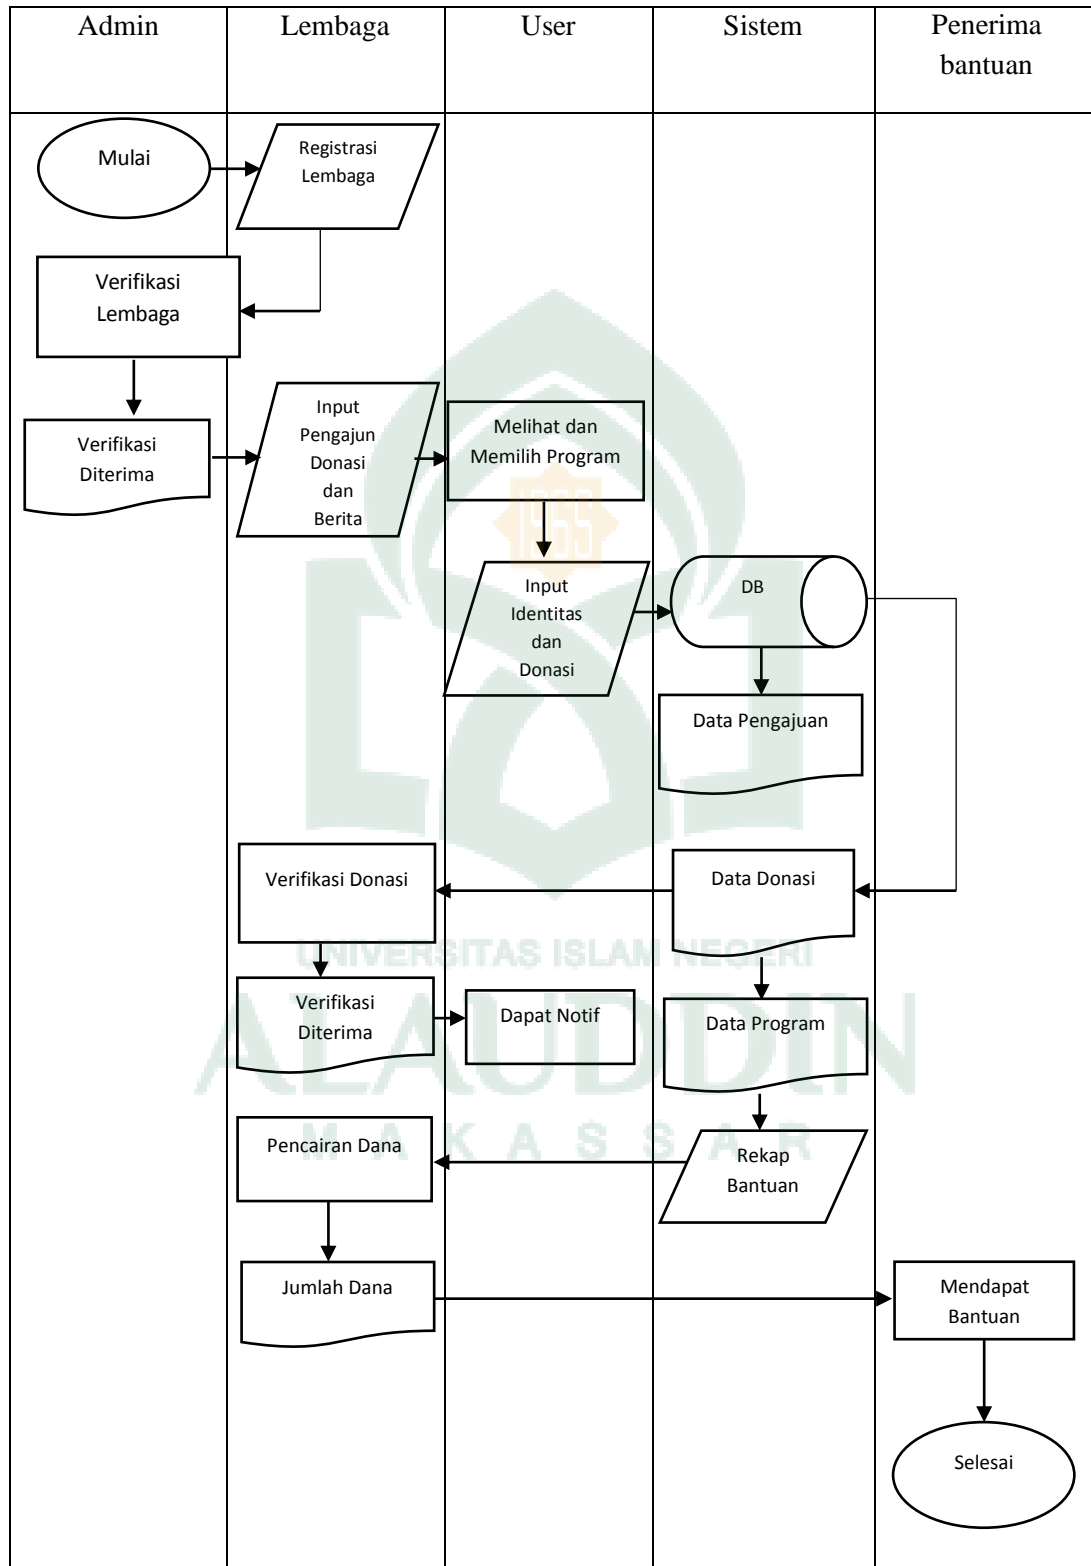 Admin
Lembaga
User
Sistem
Penerima
bantuan
Mulai
Registrasi
Lembaga
Verifikasi
Lembaga
Verifikasi
Diterima
Input
Pengajun
Donasi
dan
Berita
Melihat dan
Memilih Program
1965
Input
Identitas
dan
Donasi
DB
Data Pengajuan
Verifikasi Donasi
Data Donasi
UNIVERSITAS ISLAM NEGERI
Verifikasi
Diterima
Dapat Notif
Data Program
ALAUDDIN
Pencairan Dana
MAKASSAR
Rekap
Bantuan
Jumlah Dana
Mendapat
Bantuan
Selesai